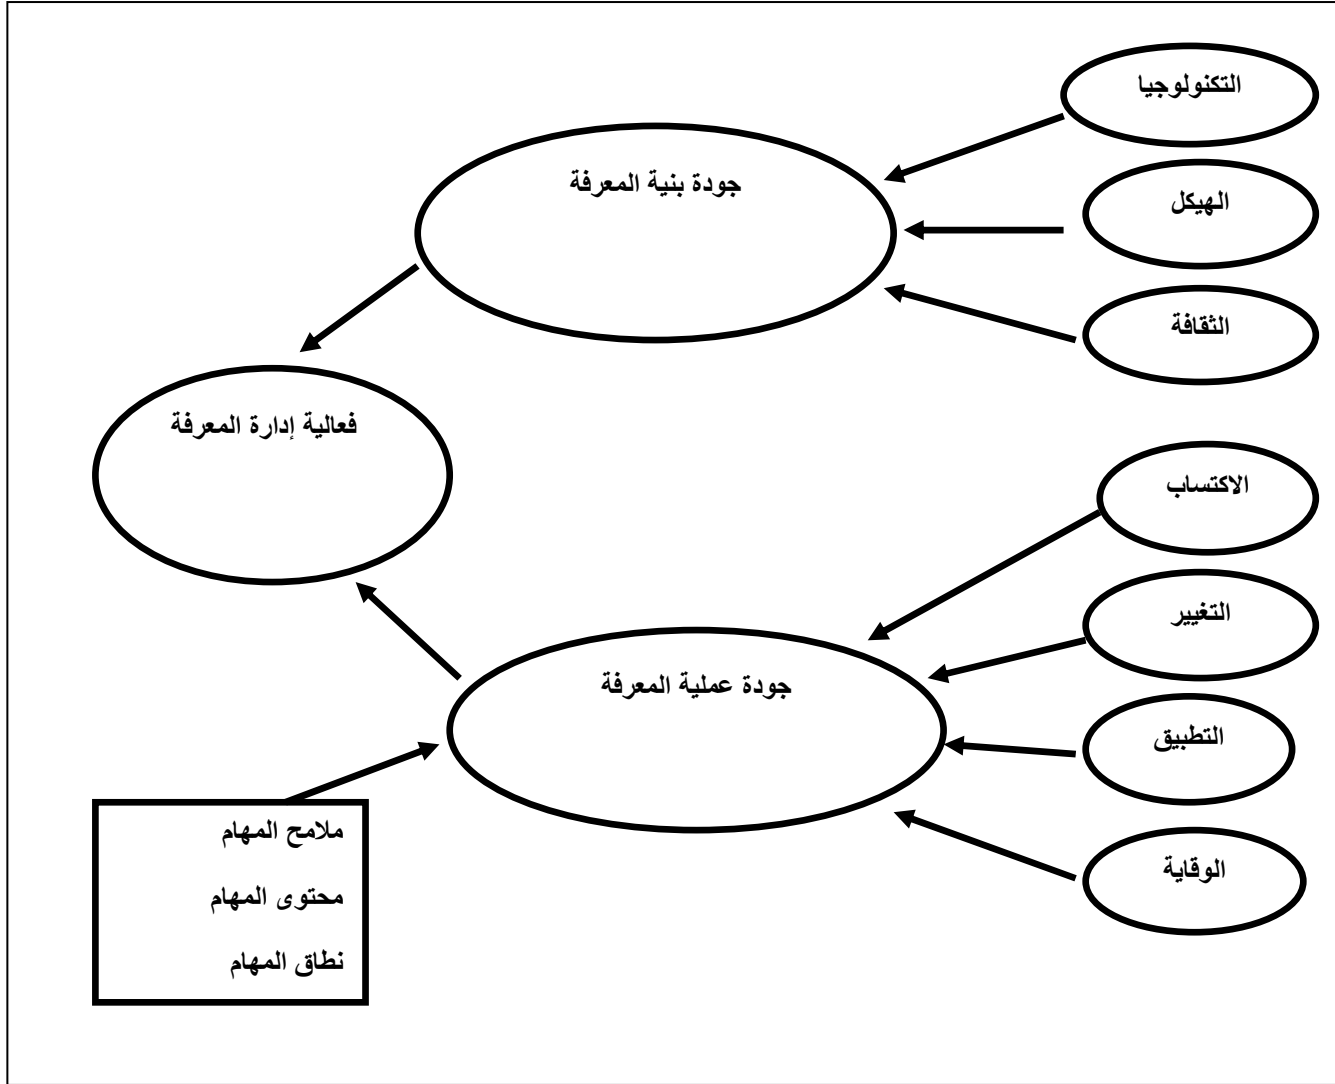 التكنولوجيا
جودة بنية المعرفة
الهيكل
الثقافة
فعالية إدارة المعرفة
الاكتساب
التغيير
جودة عملية المعرفة
التطبيق
الوقاية
ملامح المهام
محتوى المهام
نطاق المهام